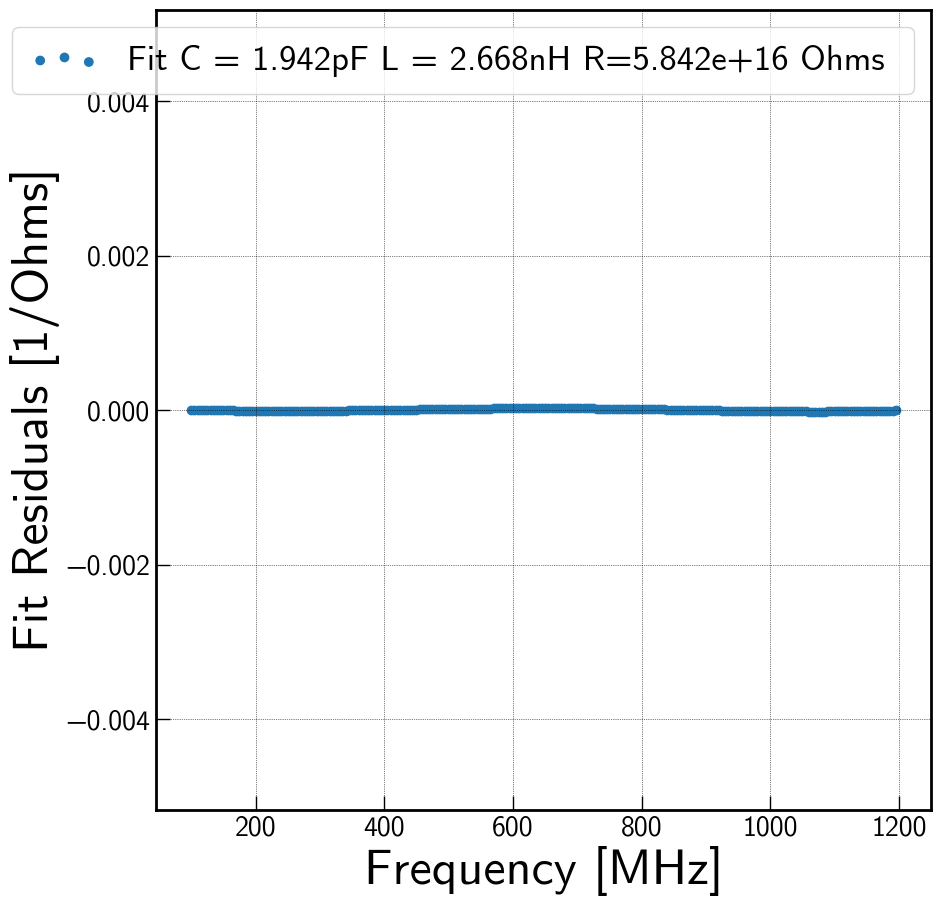 Fit C = 1.942pF L = 2.668nH R=5.842e+16 Ohms
0.004
0.002
0.000
−0.002
−0.004
Fit Residuals [1/Ohms]
200 400 600 800 1000 1200
Frequency [MHz]